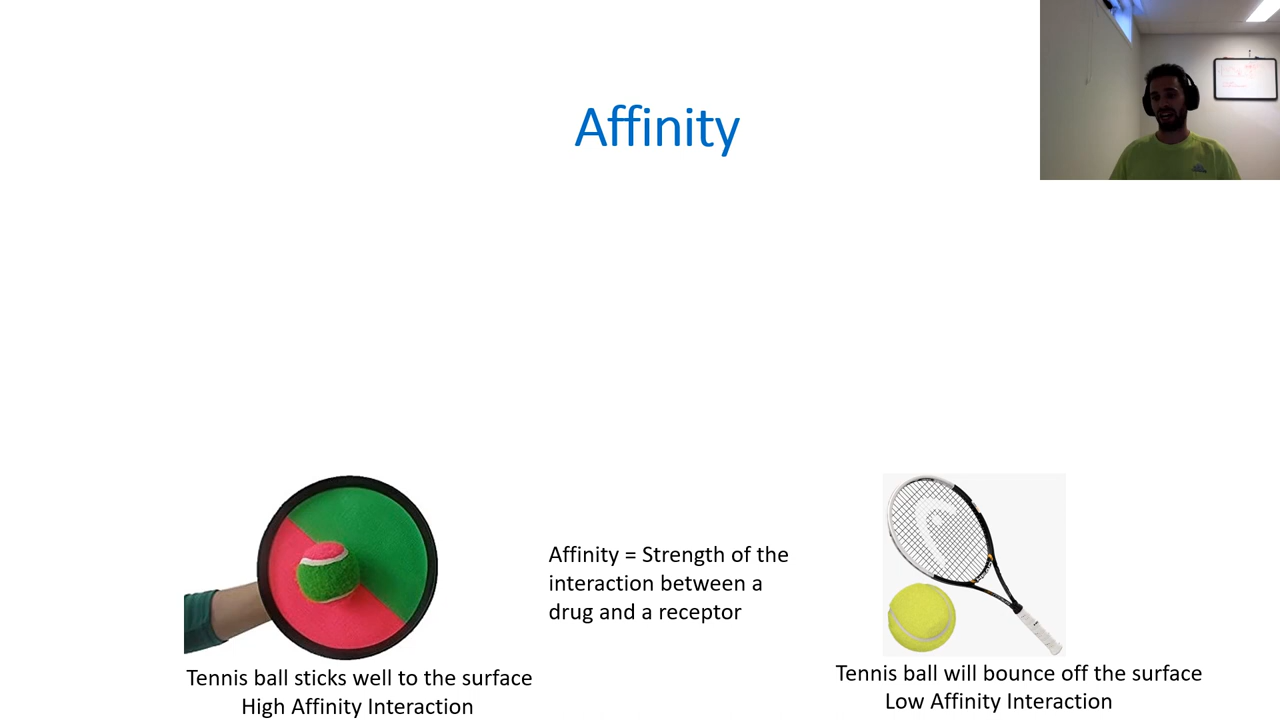 Affinity
Affinity = Strength of the
interaction between a
drug and a receptor
Tennis ball sticks well to the surface
High Affinity Interaction
Tennis ball will bounce off the surface
Low Affinity Interaction